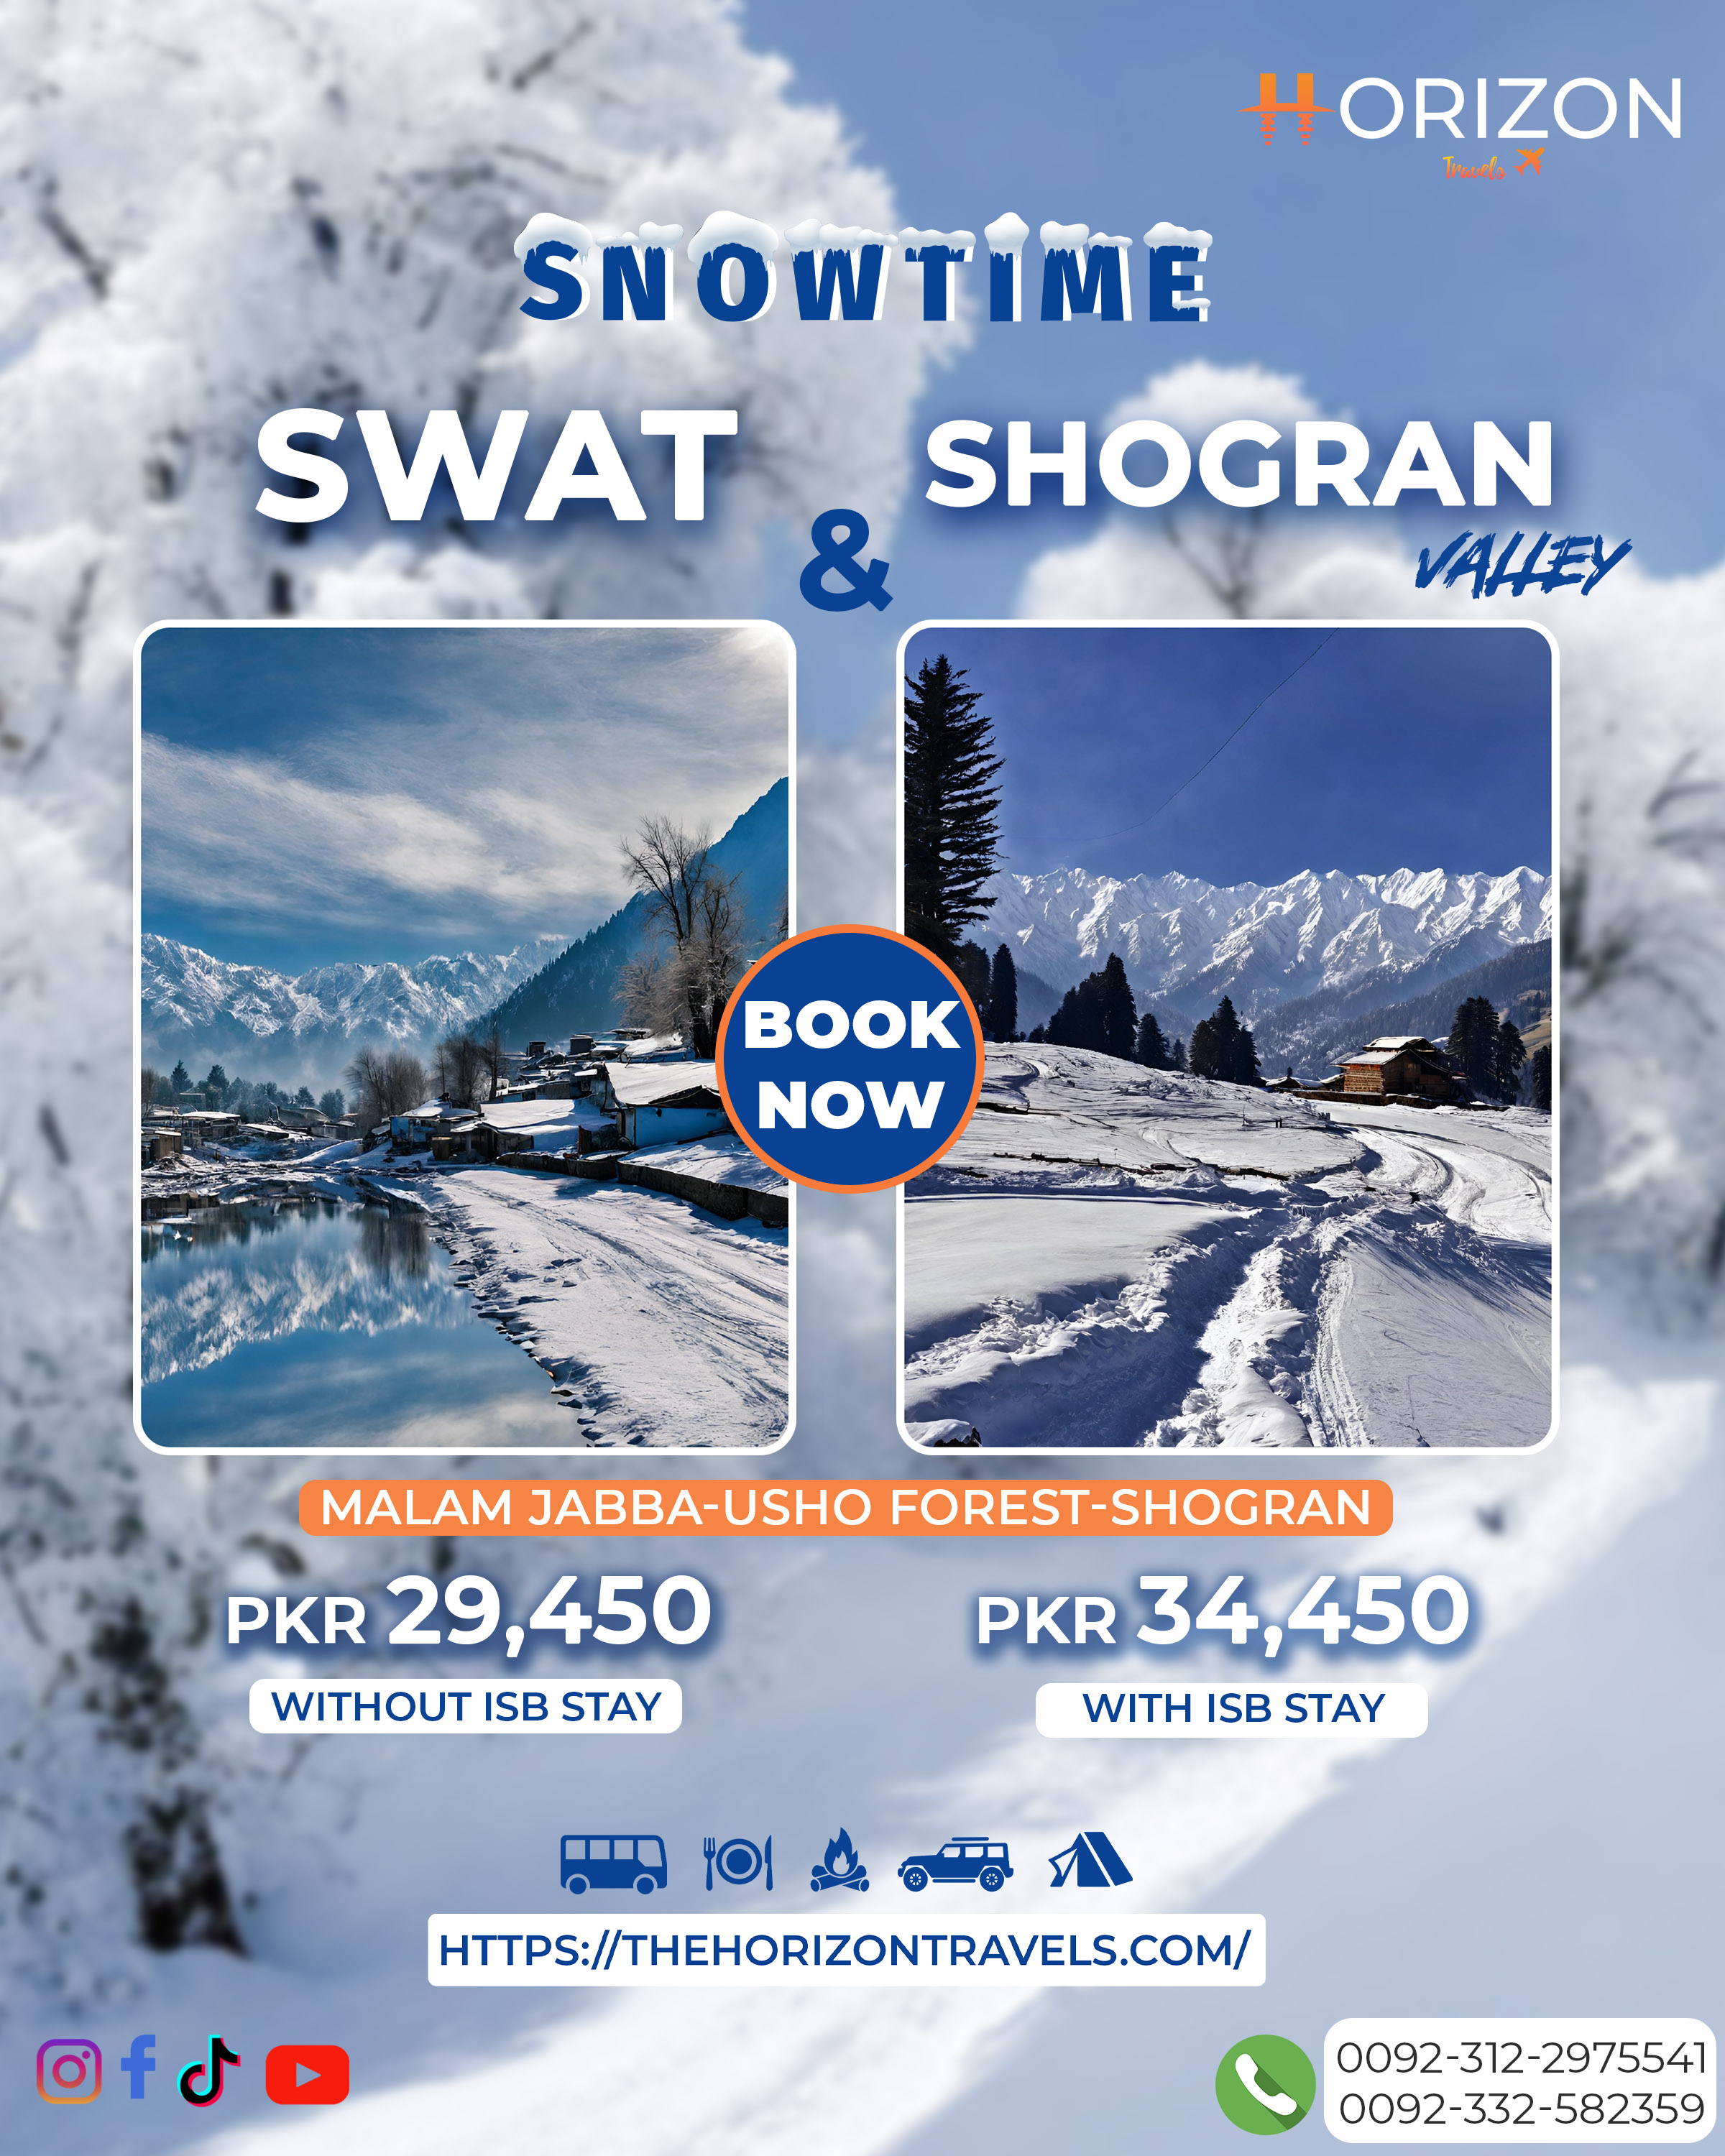 HORIZON
Travels
SNOWTIME
SWAT
&
SHOGRAN
VALLEY
BOOK
NOW
MALAM JABBA-USHO FOREST-SHOGRAN
PKR 29,450
WITHOUT ISB STAY
PKR 34,450
WITH ISB STAY
HTTPS://THEHORIZONTRAVELS.COM/
0092-312-2975541
0092-332-582359